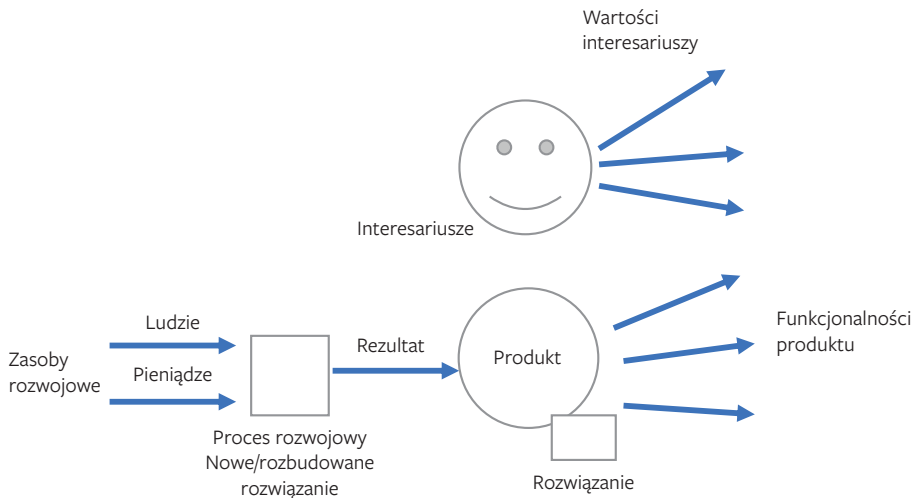 Wartości
interesariuszy
Interesariusze
Ludzie
Zasoby
rozwojowe
Pieniądze
Rezultat
Produkt
Funkcjonalności
produktu
Proces rozwojowy
Nowe/rozbudowane
rozwiązanie
Rozwiązanie